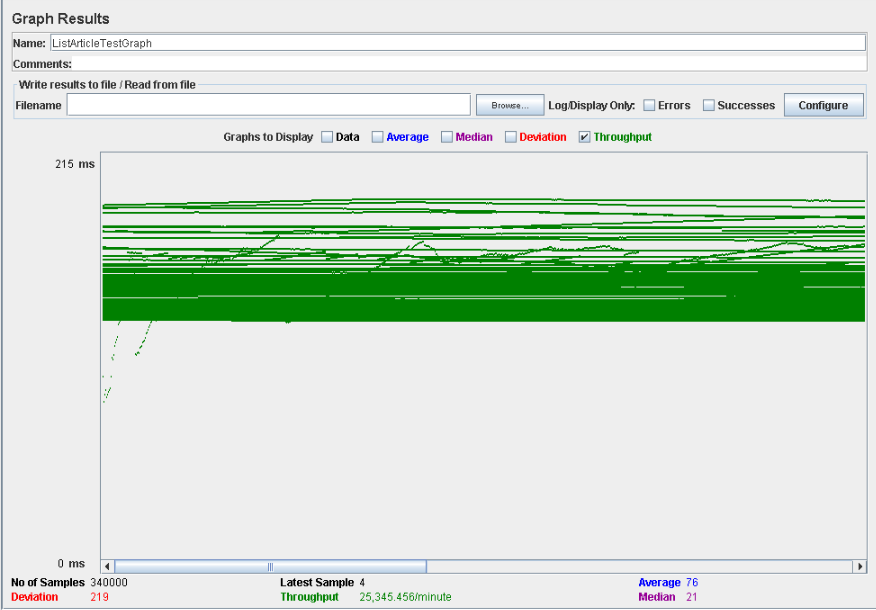 Graph Results
Name: ListArticleTestGraph
Comments:
Write results to file / Read from file
Filename Browse... Log/Display Only: Errors Successes Configure
Graphs to Display Data Average Median Deviation Throughput
215 ms
0 ms
No of Samples 340000 Latest Sample 4 Average 76
Deviation 219 Throughput 25,345.456/minute Median 21